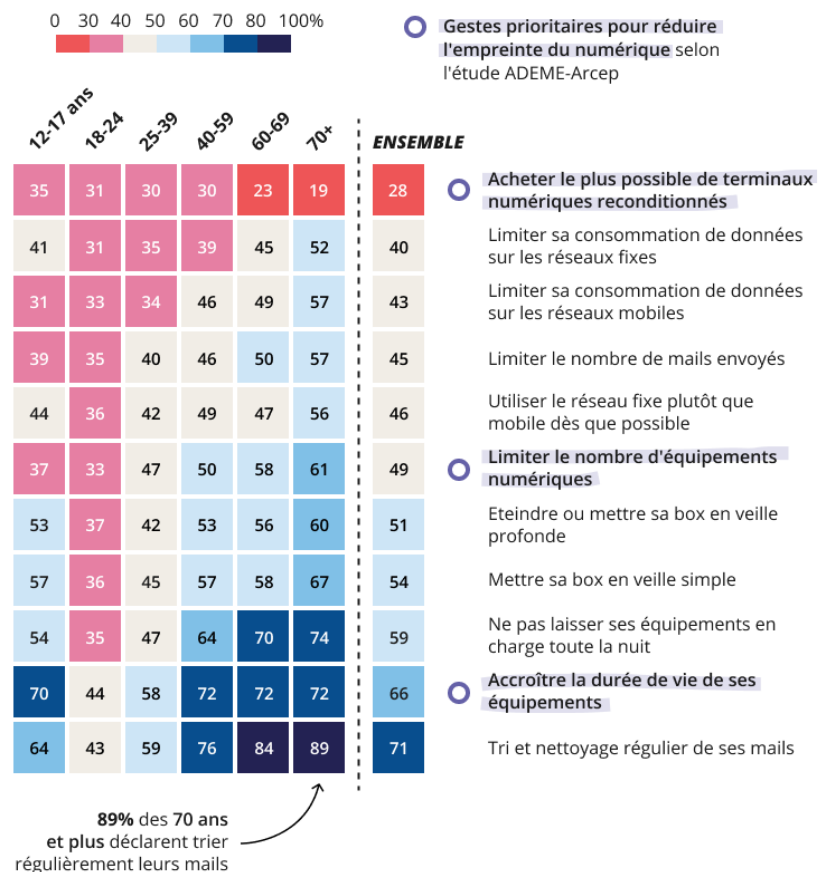 0 30 40 50 60 70 80 100%
Gestes prioritaires pour réduire
l'empreinte du numérique selon
l'étude ADEME-Arcep
12-17 ans 18-24 25-39 40-59 60-69 70+ ENSEMBLE
35 31 30 30 23 19 28 Acheter le plus possible de terminaux
numériques reconditionnés
41 31 35 39 45 52 40 Limiter sa consommation de données
sur les réseaux fixes
31 33 34 46 49 57 43 Limiter sa consommation de données
sur les réseaux mobiles
39 35 40 46 50 57 45 Limiter le nombre de mails envoyés
44 36 42 49 47 56 46 Utiliser le réseau fixe plutôt que
mobile dès que possible
37 33 47 50 58 61 49 Limiter le nombre d'équipements
numériques
53 37 42 53 56 60 51 Eteindre ou mettre sa box en veille
profonde
57 36 45 57 58 67 54 Mettre sa box en veille simple
54 35 47 64 70 74 59 Ne pas laisser ses équipements en
charge toute la nuit
70 44 58 72 72 72 66 Accroître la durée de vie de ses
équipements
64 43 59 76 84 89 71 Tri et nettoyage régulier de ses mails
89% des 70 ans
et plus déclarent trier
régulièrement leurs mails